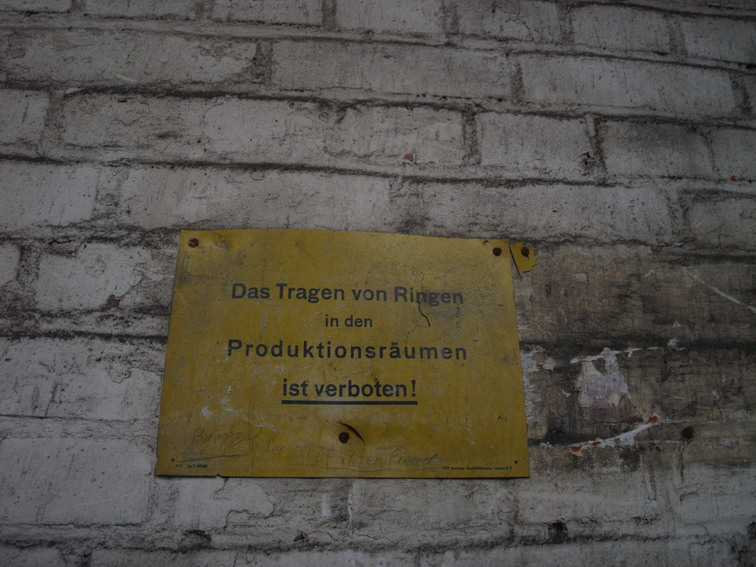 Das Tragen von Ringen
in den
Produktionsräumen
ist verboten!